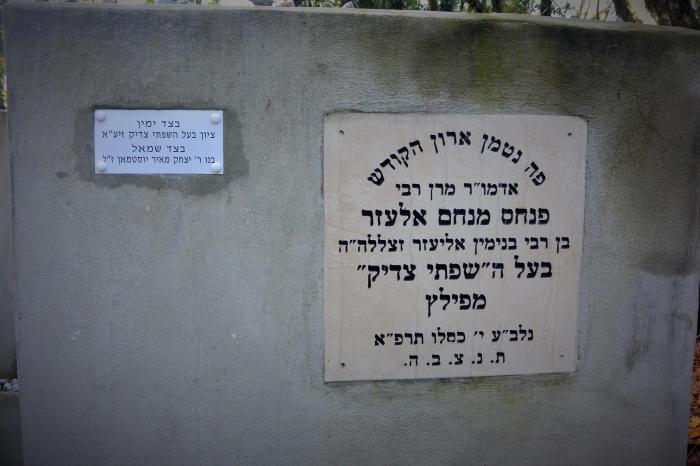 בצד ימין
ציון בעל השפתי צדיק זיע״א
בצד שמאל
בנו ר׳ יצחק מאיר יוסטמאן ז״ל
פה נטמן ארון הקודש
אדמו״ר מרן רבי
פנחס מנחם אלעזר
בן רבי בנימין אליעזר זצללה״ה
בעל ה״שפתי צדיק״
מפילץ
נלב״ע י׳ כסלו תרפ״א
ת. נ. צ. ב. ה.